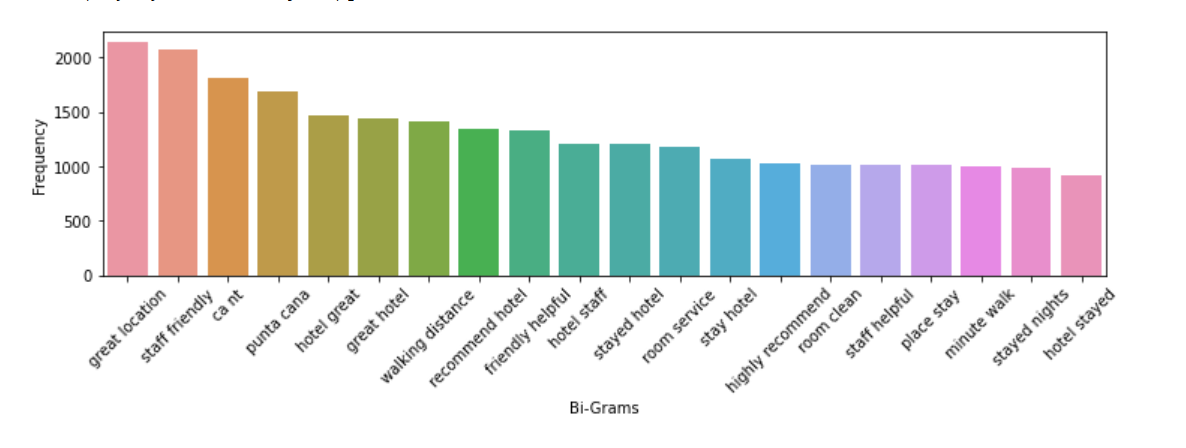 2000
1500
1000
500
0
Frequency
great location
staff friendly
ca nt
punta cana
hotel great
great hotel
walking distance
recommend hotel
friendly helpful
hotel staff
stayed hotel
room service
stay hotel
highly recommend
room clean
staff helpful
place stay
minute walk
stayed nights
hotel stayed
Bi-Grams